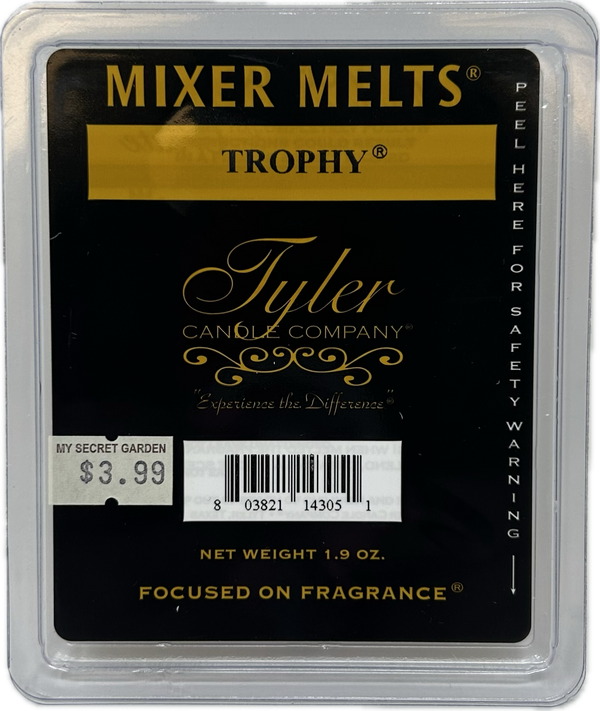 MIXER MELTS®
TROPHY®
Tyler
CANDLE COMPANY®
"Experience the Difference"®
MY SECRET GARDEN
$3.99
8 03821 14305 1
NET WEIGHT 1.9 OZ.
FOCUSED ON FRAGRANCE®
PEEL HERE FOR SAFETY WARNING